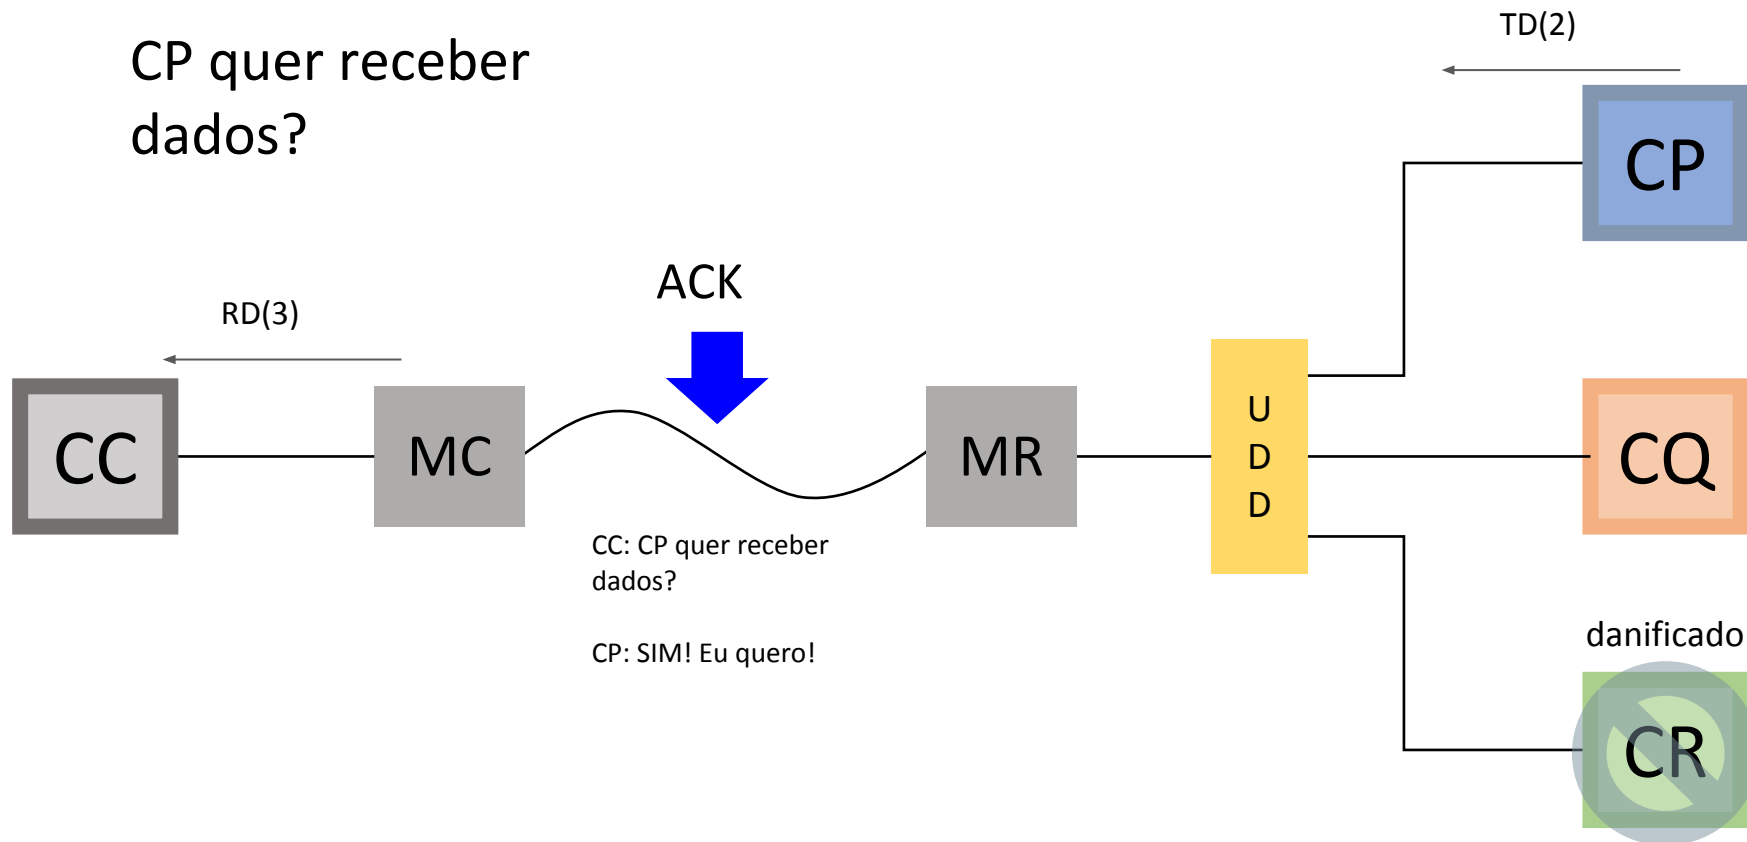 CP quer receber
dados?
TD(2)
CP
ACK
RD(3)
CC
MC
MR
U
D
D
CQ
CC: CP quer receber
dados?
CP: SIM! Eu quero!
danificado
CR